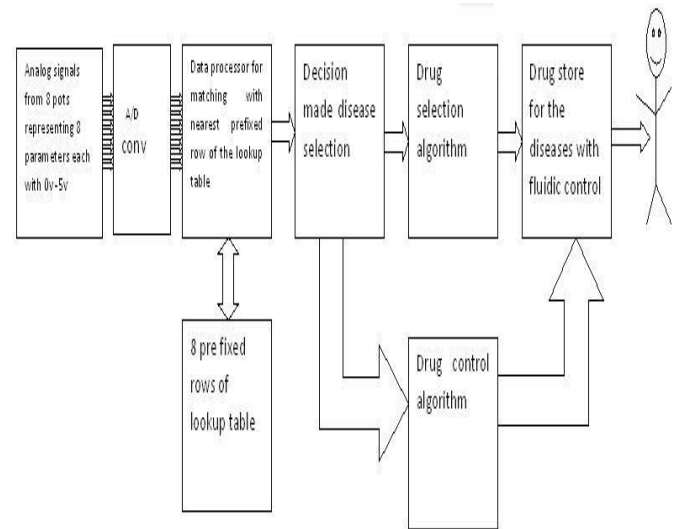 Analog signals
from 8 pots
representing 8
parameters each
with 0v-5v
A/D
conv
Data processor for
matching with
nearest prefixed
row of the lookup
table
Decision
made disease
selection
Drug
selection
algorithm
Drug store
for the
diseases with
fluidic control
8 pre fixed
rows of
lookup table
Drug control
algorithm